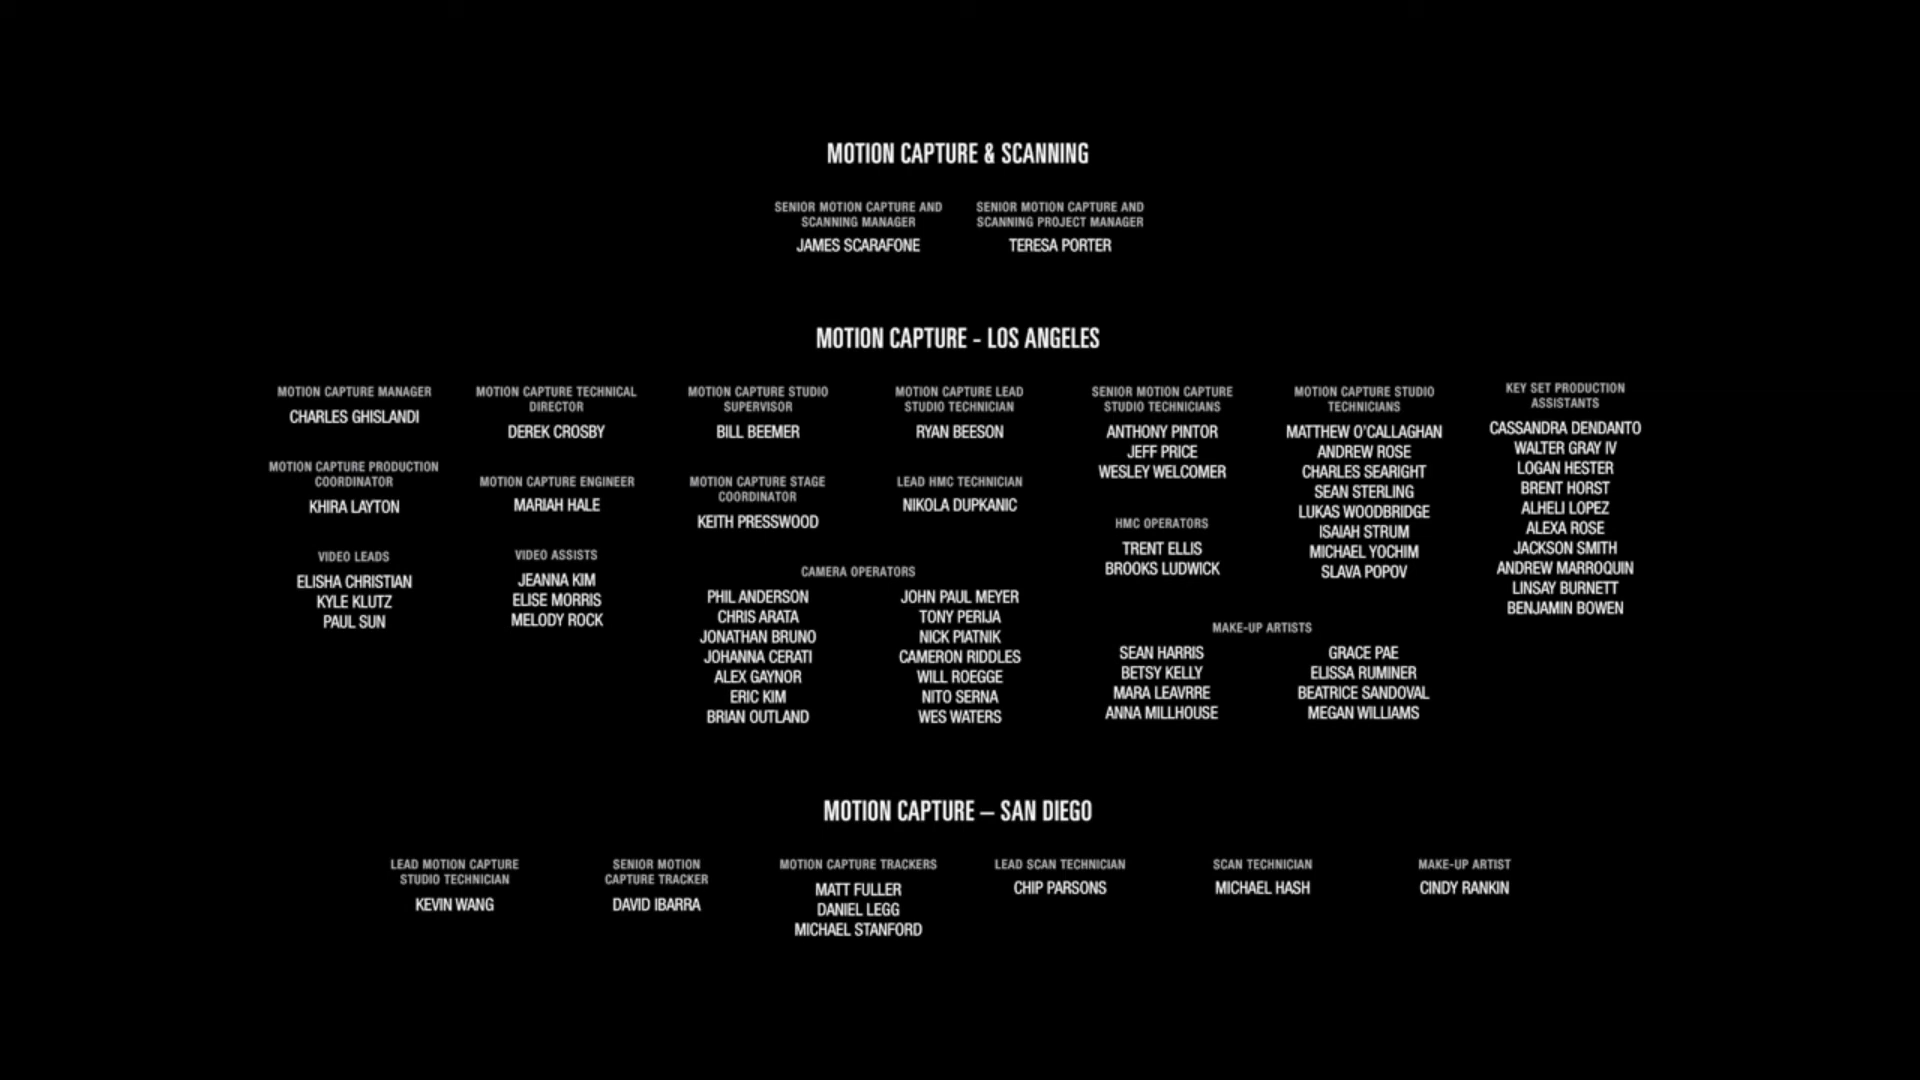 MOTION CAPTURE & SCANNING
SENIOR MOTION CAPTURE AND
SCANNING MANAGER
JAMES SCARAFONE
SENIOR MOTION CAPTURE AND
SCANNING PROJECT MANAGER
TERESA PORTER
MOTION CAPTURE - LOS ANGELES
MOTION CAPTURE MANAGER
CHARLES GHISLANDI
MOTION CAPTURE PRODUCTION
COORDINATOR
KHIRA LAYTON
VIDEO LEADS
ELISHA CHRISTIAN
KYLE KLUTZ
PAUL SUN
MOTION CAPTURE TECHNICAL
DIRECTOR
DEREK CROSBY
MOTION CAPTURE ENGINEER
MARIAH HALE
VIDEO ASSISTS
JEANNA KIM
ELISE MORRIS
MELODY ROCK
MOTION CAPTURE STUDIO
SUPERVISOR
BILL BEEMER
MOTION CAPTURE STAGE
COORDINATOR
KEITH PRESSWOOD
MOTION CAPTURE LEAD
STUDIO TECHNICIAN
RYAN BEESON
LEAD HMC TECHNICIAN
NIKOLA DUPKANIC
CAMERA OPERATORS
PHIL ANDERSON
CHRIS ARATA
JONATHAN BRUNO
JOHANNA CERATI
ALEX GAYNOR
ERIC KIM
BRIAN OUTLAND
JOHN PAUL MEYER
TONY PERIJA
NICK PIATNIK
CAMERON RIDDLES
WILL ROEGGE
NITO SERNA
WES WATERS
SENIOR MOTION CAPTURE
STUDIO TECHNICIANS
ANTHONY PINTOR
JEFF PRICE
WESLEY WELCOMER
HMC OPERATORS
TRENT ELLIS
BROOKS LUDWICK
MOTION CAPTURE STUDIO
TECHNICIANS
MATTHEW O'CALLAGHAN
ANDREW ROSE
CHARLES SEARIGHT
SEAN STERLING
LUKAS WOODBRIDGE
ISAIAH STRUM
MICHAEL YOCHIM
SLAVA POPOV
MAKE-UP ARTISTS
SEAN HARRIS
BETSY KELLY
MARA LEAVRRE
ANNA MILLHOUSE
GRACE PAE
ELISSA RUMINER
BEATRICE SANDOVAL
MEGAN WILLIAMS
KEY SET PRODUCTION
ASSISTANTS
CASSANDRA DENDANTO
WALTER GRAY IV
LOGAN HESTER
BRENT HORST
ALHELI LOPEZ
ALEXA ROSE
JACKSON SMITH
ANDREW MARROQUIN
LINSAY BURNETT
BENJAMIN BOWEN
MOTION CAPTURE – SAN DIEGO
LEAD MOTION CAPTURE
STUDIO TECHNICIAN
KEVIN WANG
SENIOR MOTION
CAPTURE TRACKER
DAVID IBARRA
MOTION CAPTURE TRACKERS
MATT FULLER
DANIEL LEGG
MICHAEL STANFORD
LEAD SCAN TECHNICIAN
CHIP PARSONS
SCAN TECHNICIAN
MICHAEL HASH
MAKE-UP ARTIST
CINDY RANKIN